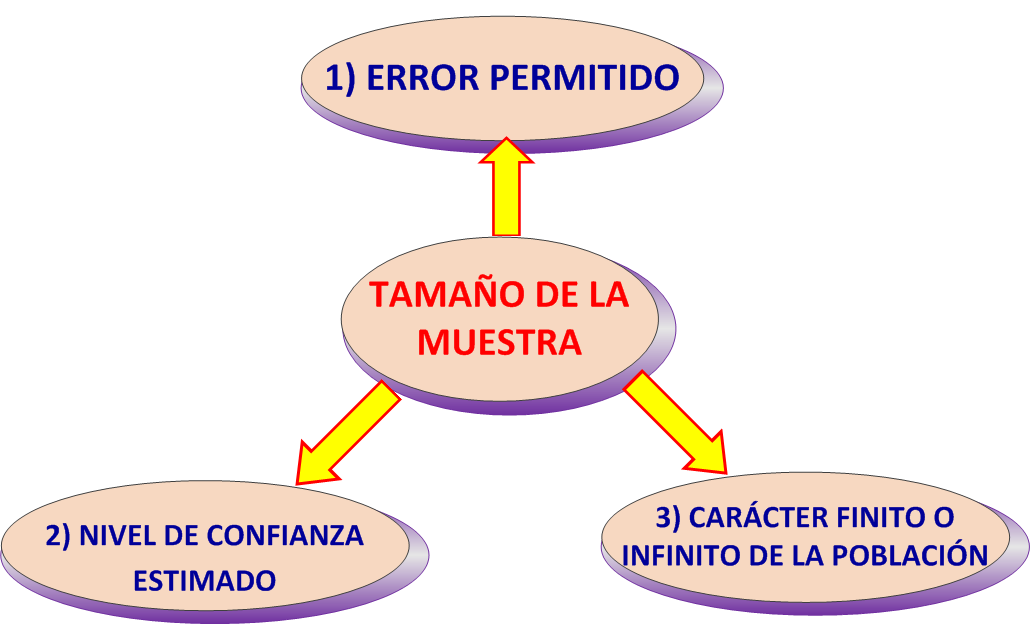 1) ERROR PERMITIDO
TAMAÑO DE LA
MUESTRA
2) NIVEL DE CONFIANZA
ESTIMADO
3) CARÁCTER FINITO O
INFINITO DE LA POBLACIÓN